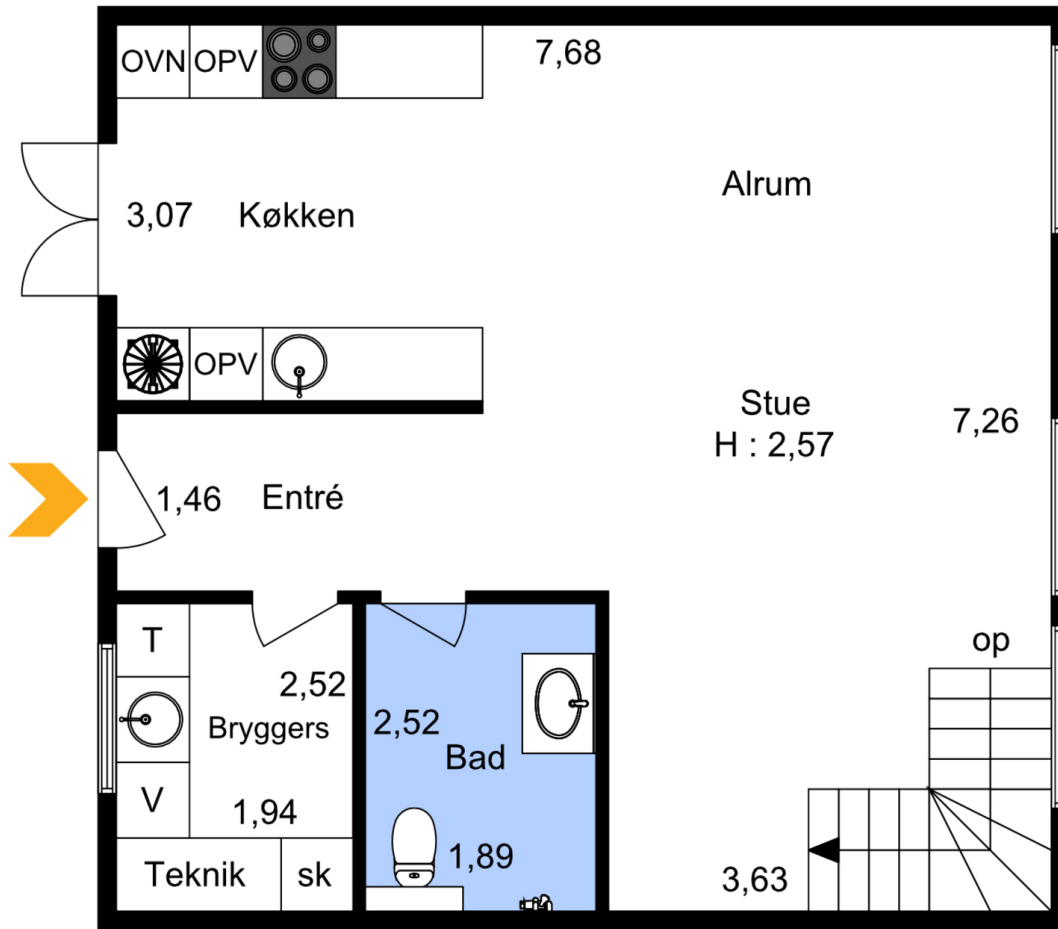 OVN OPV
7,68
Alrum
3,07 Køkken
OPV
Stue
H : 2,57
7,26
1,46 Entré
op
T
2,52
Bryggers
2,52
Bad
V
1,94
1,89
Teknik sk
3,63